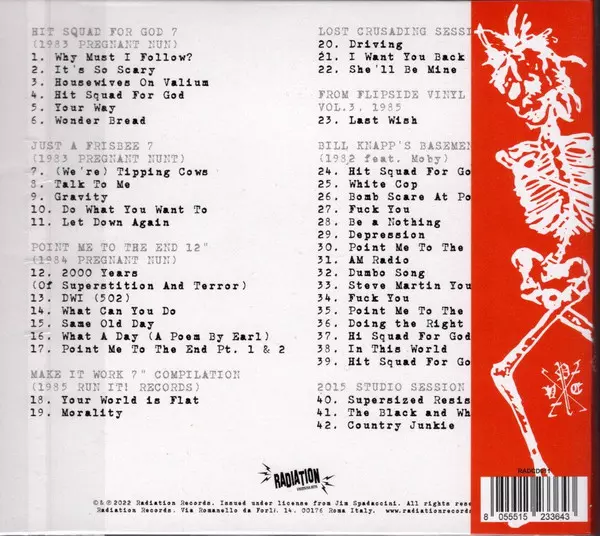 HIT SQUAD FOR GOD 7
(1983 PREGNANT NUN)
1. Why Must I Follow?
2. It's So Scary
3. Housewives On Valium
4. Hit Squad For God
5. Your Way
6. Wonder Bread
JUST A FRISBEE 7
(1983 PREGNANT NUNT)
7. (We're) Tipping Cows
8. Talk To Me
9. Gravity
10. Do What You Want To
11. Let Down Again
POINT ME TO THE END 12"
(1984 PREGNANT NUN)
12. 2000 Years
(Of Superstition And Terror)
13. DWI (502)
14. What Can You Do
15. Same Old Day
16. What A Day (A Poem By Earl)
17. Point Me To The End Pt. 1 & 2
MAKE IT WORK 7" COMPILATION
(1985 RUN IT! RECORDS)
18. Your World is Flat
19. Morality
LOST CRUSADING SESSI
20. Driving
21. I Want You Back
22. She'll Be Mine
FROM FLIPSIDE VINYL
VOL.3, 1985
23. Last Wish
BILL KNAPP'S BASEMEN
(1982 feat. Moby)
24. Hit Squad For Go
25. White Cop
26. Bomb Scare At Po
27. Fuck You
28. Be a Nothing
29. Depression
30. Point Me To The
31. AM Radio
32. Dumbo Song
33. Steve Martin You
34. Fuck You
35. Point Me To The
36. Doing the Right
37. Hi Squad For God
38. In This World
39. Hit Squad For God
2015 STUDIO SESSION
40. Supersized Resis
41. The Black and Wh
42. Country Junkie
RADIATION
© & ℗ 2022 Radiation Records. Issued under license from Jim Spadaccini. All rights rese
Radiation Records. Via Romanello da Forlì, 14. 00176 Roma Italy. www.radiationrecords
8 055515 233643